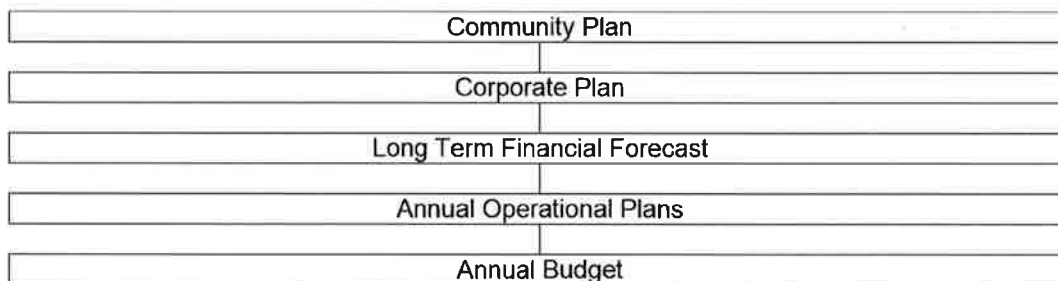 Community Plan
Corporate Plan
Long Term Financial Forecast
Annual Operational Plans
Annual Budget